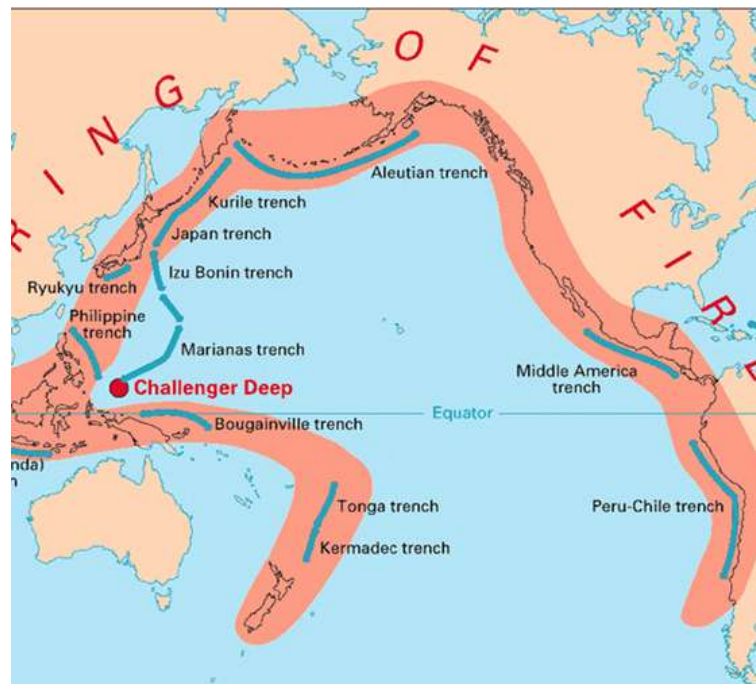 RING OF FIRE
Aleutian trench
Kurile trench
Japan trench
Izu Bonin trench
Ryukyu trench
Philippine
trench
Marianas trench
Challenger Deep
Middle America
trench
Equator
Bougainville trench
nda)
n
Tonga trench
Peru-Chile trench
Kermadec trench